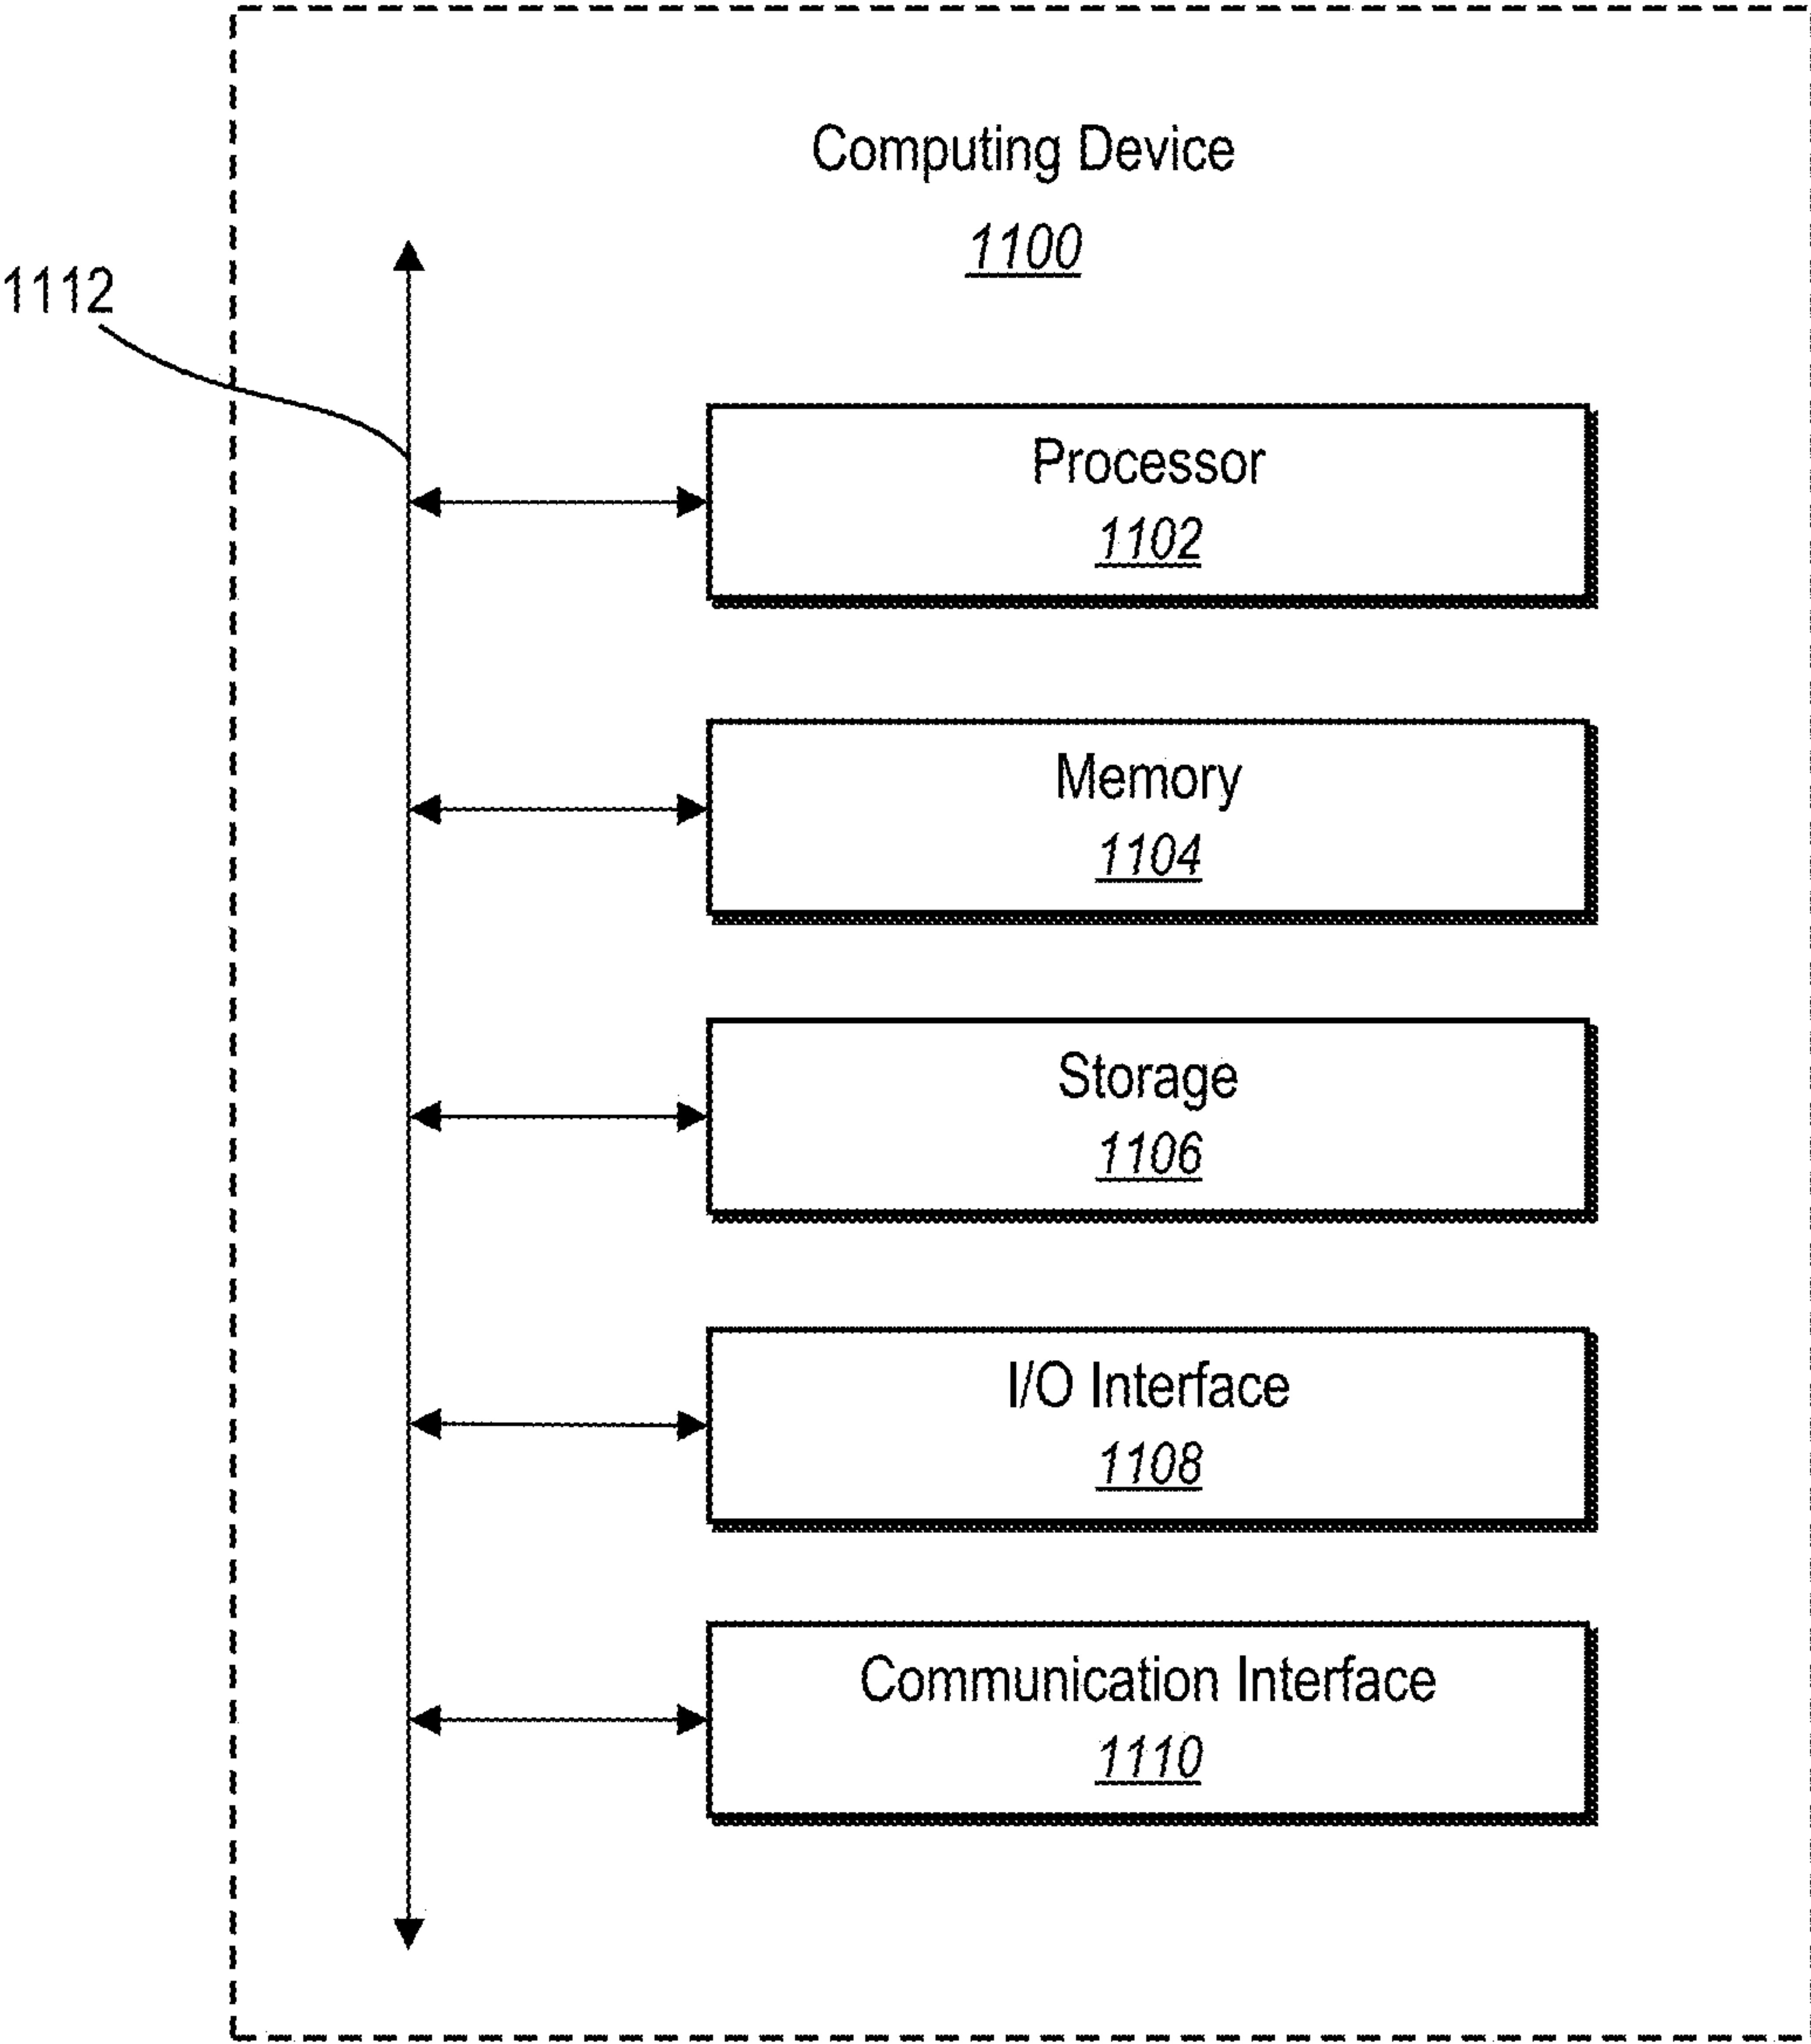 Computing Device
1100
1112
Processor
1102
Memory
1104
Storage
1106
I/O Interface
1108
Communication Interface
1110